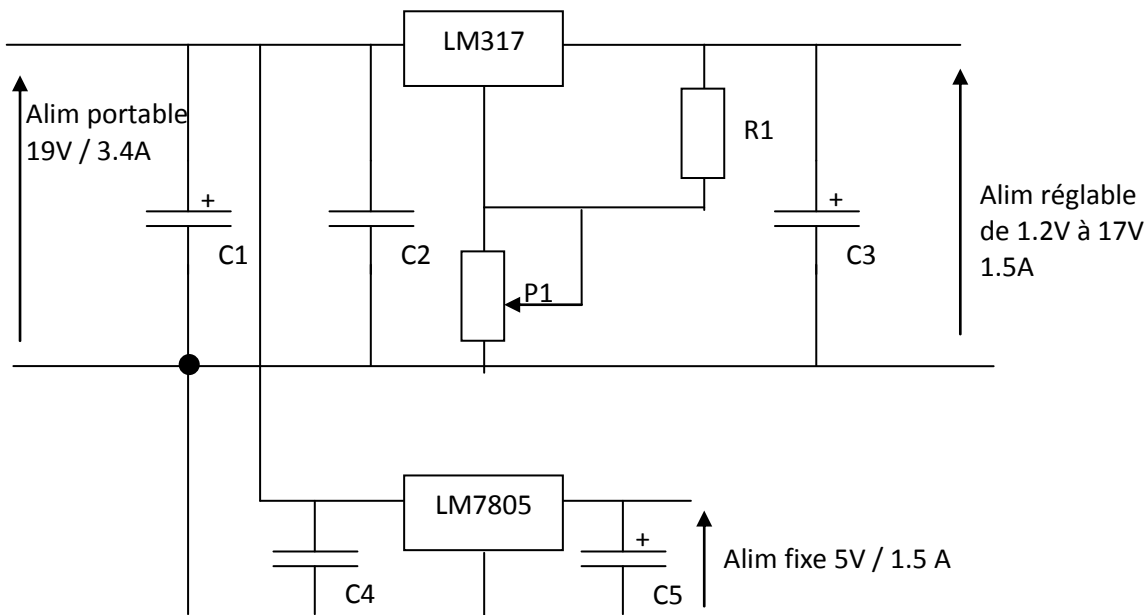 LM317
Alim portable
19V / 3.4A
R1
+
C1
C2
P1
+
C3
Alim réglable
de 1.2V à 17V
1.5A
LM7805
C4
+
C5
Alim fixe 5V / 1.5 A